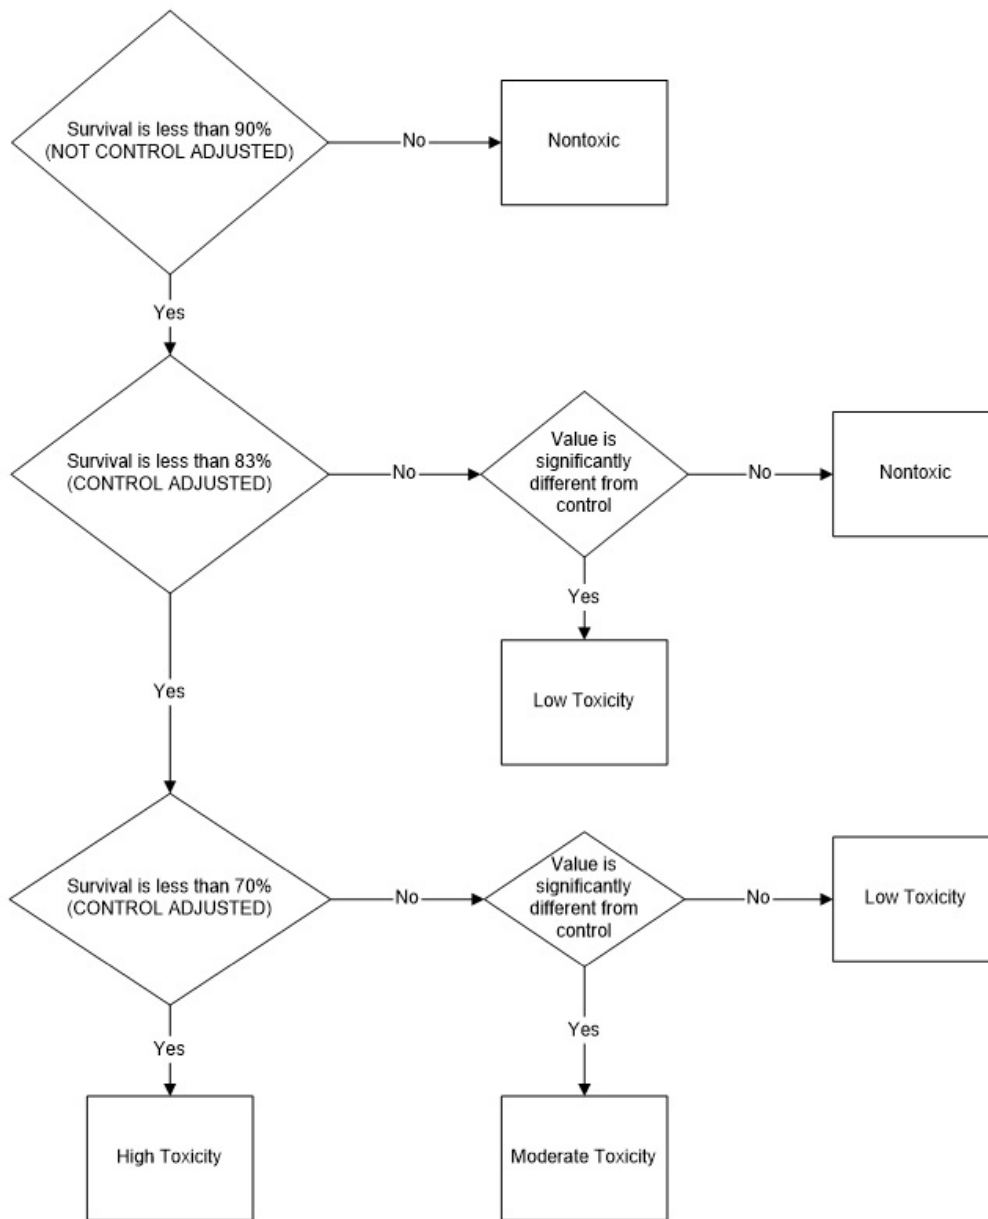 Survival is less than 90%
(NOT CONTROL ADJUSTED)
No
Nontoxic
Yes
Survival is less than 83%
(CONTROL ADJUSTED)
No
Value is
significantly
different from
control
No
Nontoxic
Yes
Low Toxicity
Yes
Survival is less than 70%
(CONTROL ADJUSTED)
No
Value is
significantly
different from
control
No
Low Toxicity
Yes
Yes
High Toxicity
Moderate Toxicity